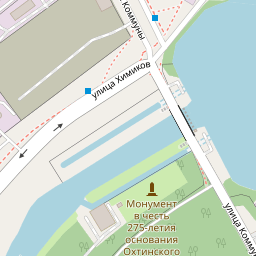 Коммуны
улица Химиков
Монумент
в честь
275-летия
основания
Охтинского
улица Комму